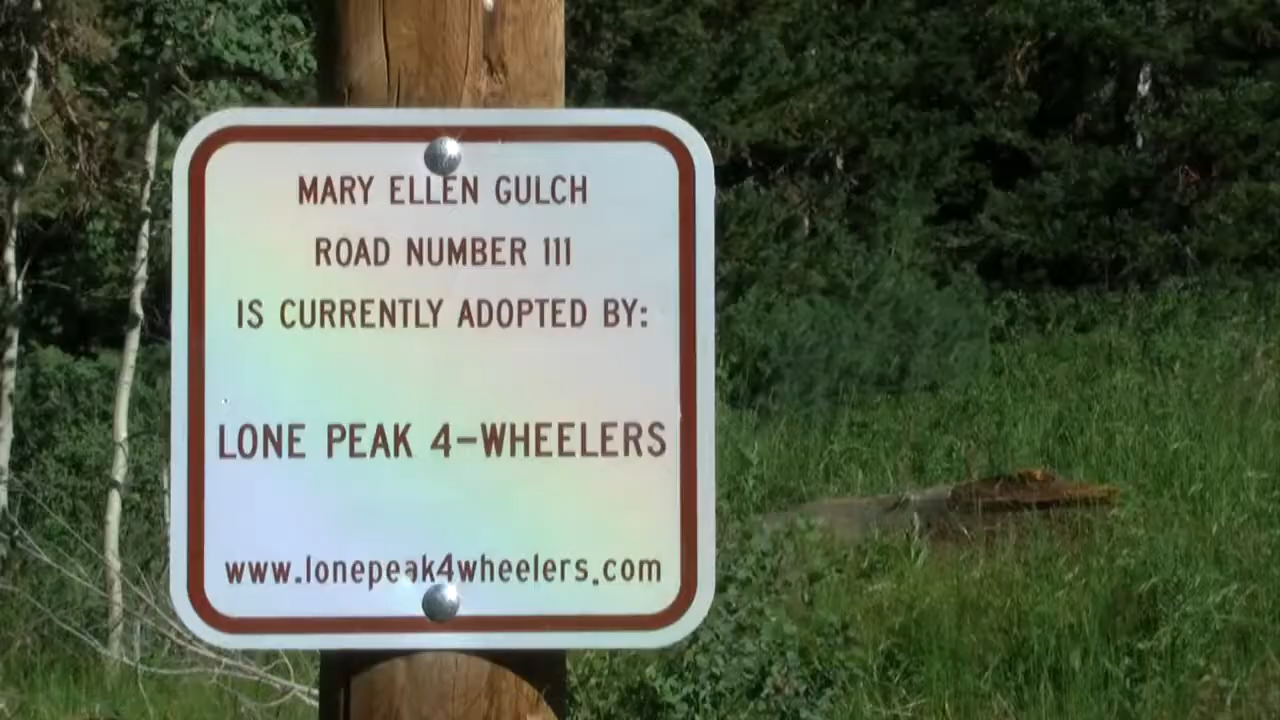 MARY ELLEN GULCH
ROAD NUMBER 111
IS CURRENTLY ADOPTED BY:
LONE PEAK 4-WHEELERS
www.lonepeak4wheelers.com